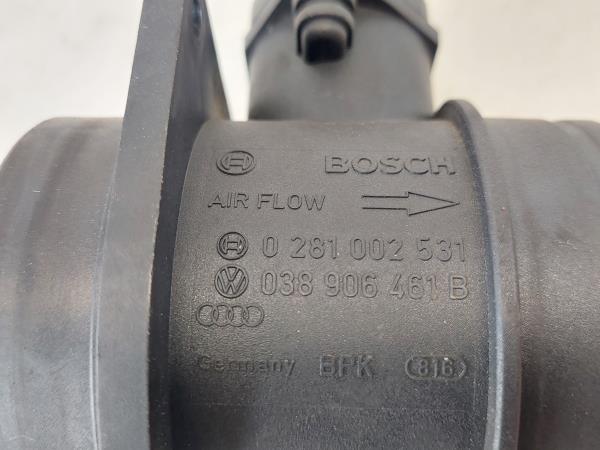 BOSCH
AIR FLOW
0 281 002 531
038 906 461 B
Germany BFK 816